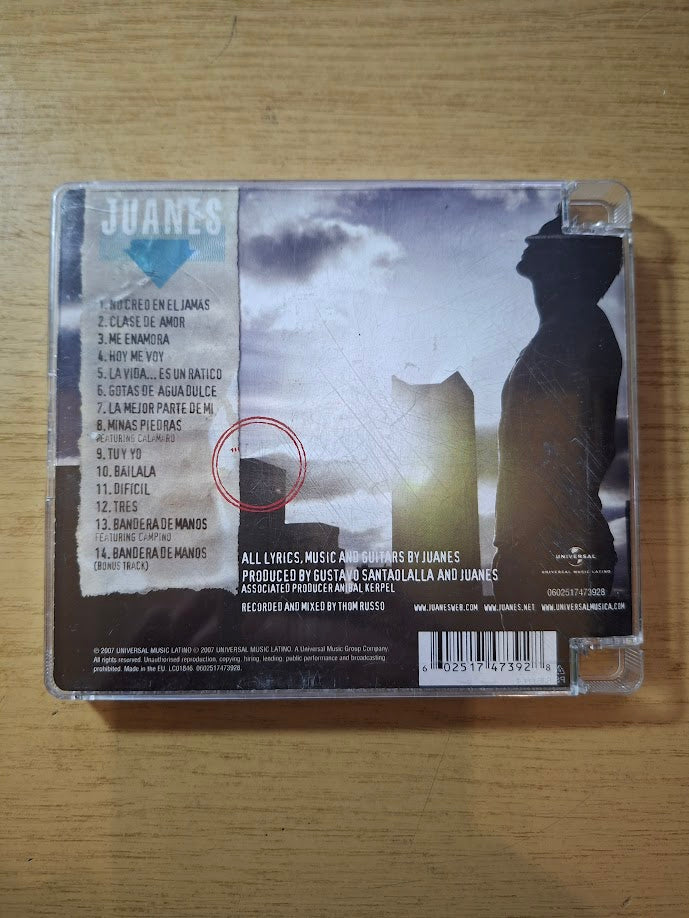 JUANES
1. NO CREO EN EL JAMÁS
2. CLASE DE AMOR
3. ME ENAMORA
4. HOY ME VOY
5. LA VIDA... ES UN RATICO
6. GOTAS DE AGUA DULCE
7. LA MEJOR PARTE DE MI
8. MINAS PIEDRAS
FEATURING CALAMARO
9. TU Y YO
10. BAILALA
11. DIFICIL
12. TRES
13. BANDERA DE MANOS
FEATURING CAMPINO
14. BANDERA DE MANOS
(BONUS TRACK)
ALL LYRICS, MUSIC AND GUITARS BY JUANES
PRODUCED BY GUSTAVO SANTAOLALLA AND JUANES
ASSOCIATED PRODUCER ANIBAL KERPEL
RECORDED AND MIXED BY THOM RUSSO
UNIVERSAL
UNIVERSAL MUSIC LATINO
0602517473928
WWW.JUANESWEB.COM WWW.JUANES.NET WWW.UNIVERSALMUSICA.COM
℗ 2007 UNIVERSAL MUSIC LATINO © 2007 UNIVERSAL MUSIC LATINO. A Universal Music Group Company.
All rights reserved. Unauthorised reproduction, copying, hiring, lending, public performance and broadcasting
prohibited. Made in the EU. LC01846. 0602517473928.
6 02517 47392 8